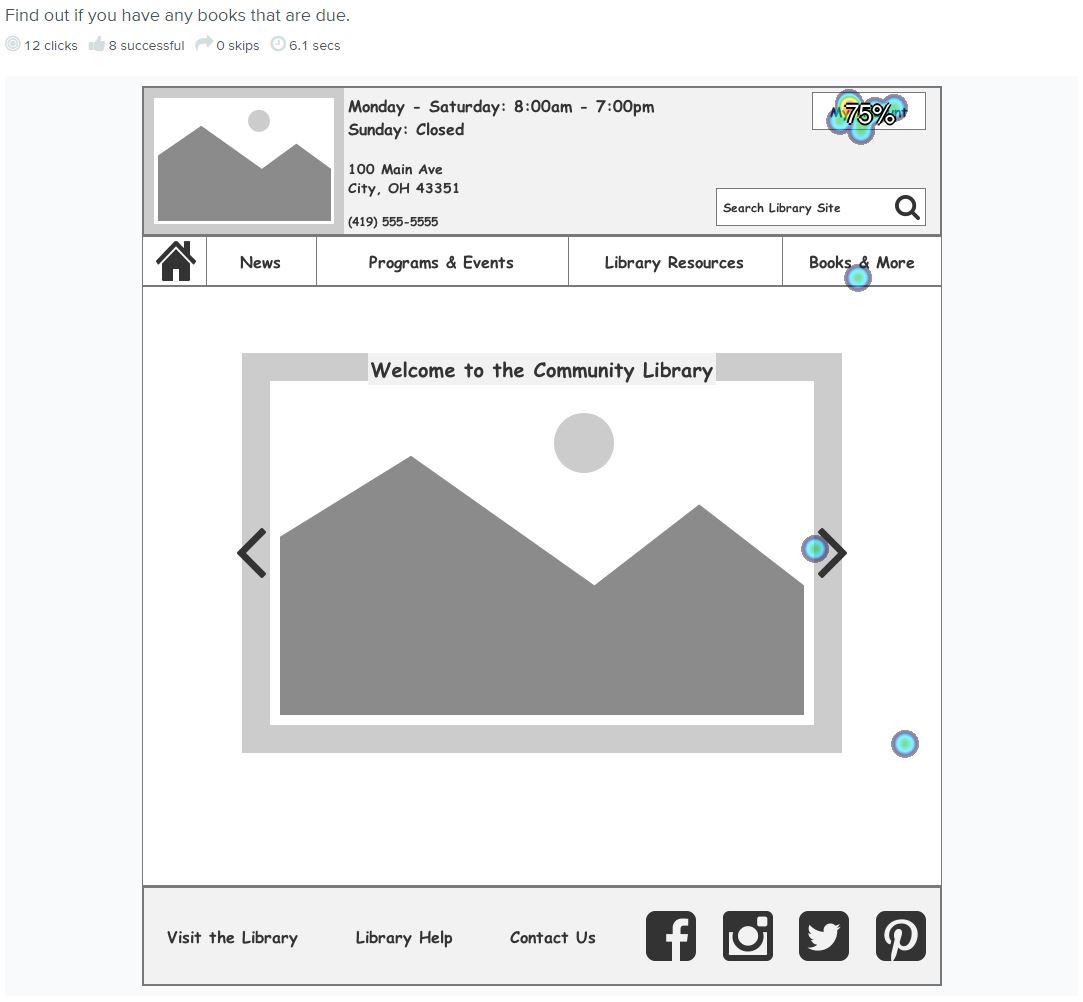 Find out if you have any books that are due.
12 clicks 8 successful 0 skips 6.1 secs
Monday - Saturday: 8:00am - 7:00pm
Sunday: Closed
75%
100 Main Ave
City, OH 43351
(419) 555-5555
Search Library Site
News Programs & Events Library Resources Books & More
Welcome to the Community Library
Visit the Library Library Help Contact Us